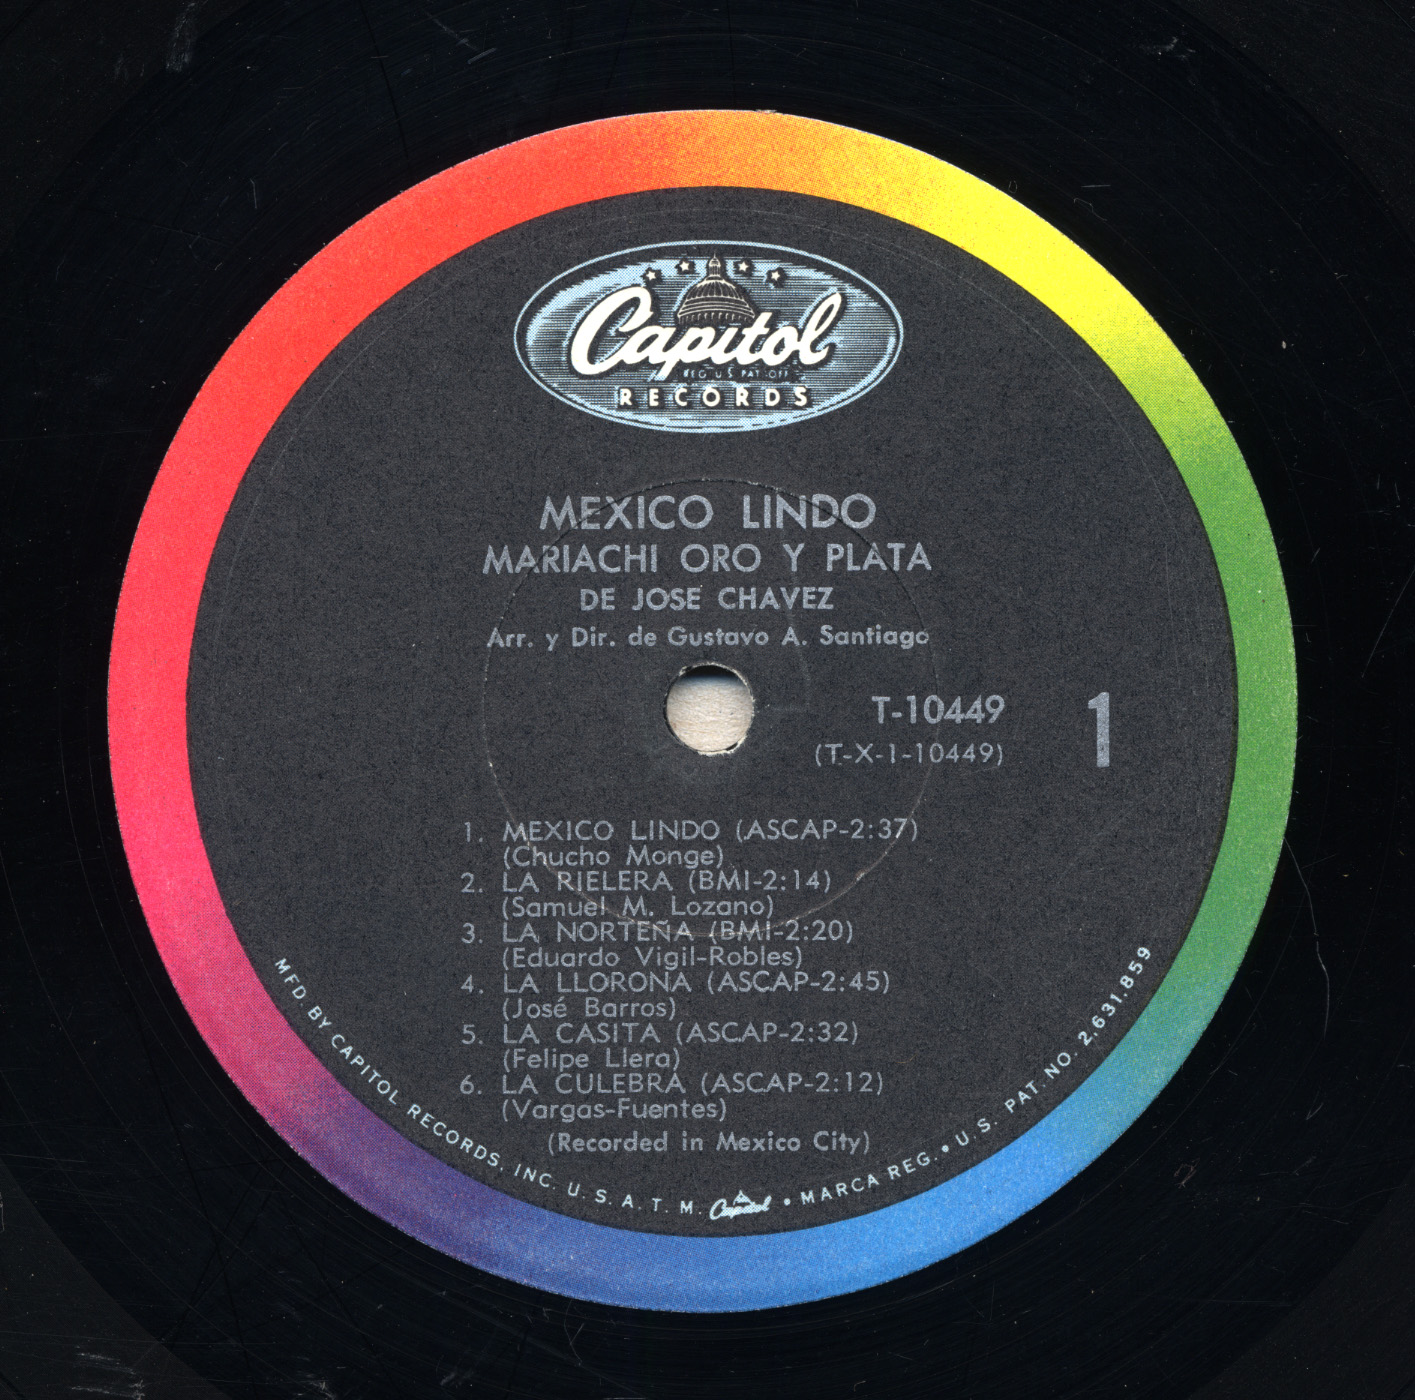 Capitol
REG. U.S. PAT. OFF.
RECORDS
MEXICO LINDO
MARIACHI ORO Y PLATA
DE JOSE CHAVEZ
Arr. y Dir. de Gustavo A. Santiago
T-10449
1
(T-X-1-10449)
1. MEXICO LINDO (ASCAP-2:37)
(Chucho Monge)
2. LA RIELERA (BMI-2:14)
(Samuel M. Lozano)
3. LA NORTEÑA (BMI-2:20)
(Eduardo Vigil-Robles)
4. LA LLORONA (ASCAP-2:45)
(José Barros)
5. LA CASITA (ASCAP-2:32)
(Felipe Llera)
6. LA CULEBRA (ASCAP-2:12)
(Vargas-Fuentes)
(Recorded in Mexico City)
MFD BY CAPITOL RECORDS, INC. U. S. A. T. M. Capitol • MARCA REG. • U. S. PAT. NO. 2,631,859